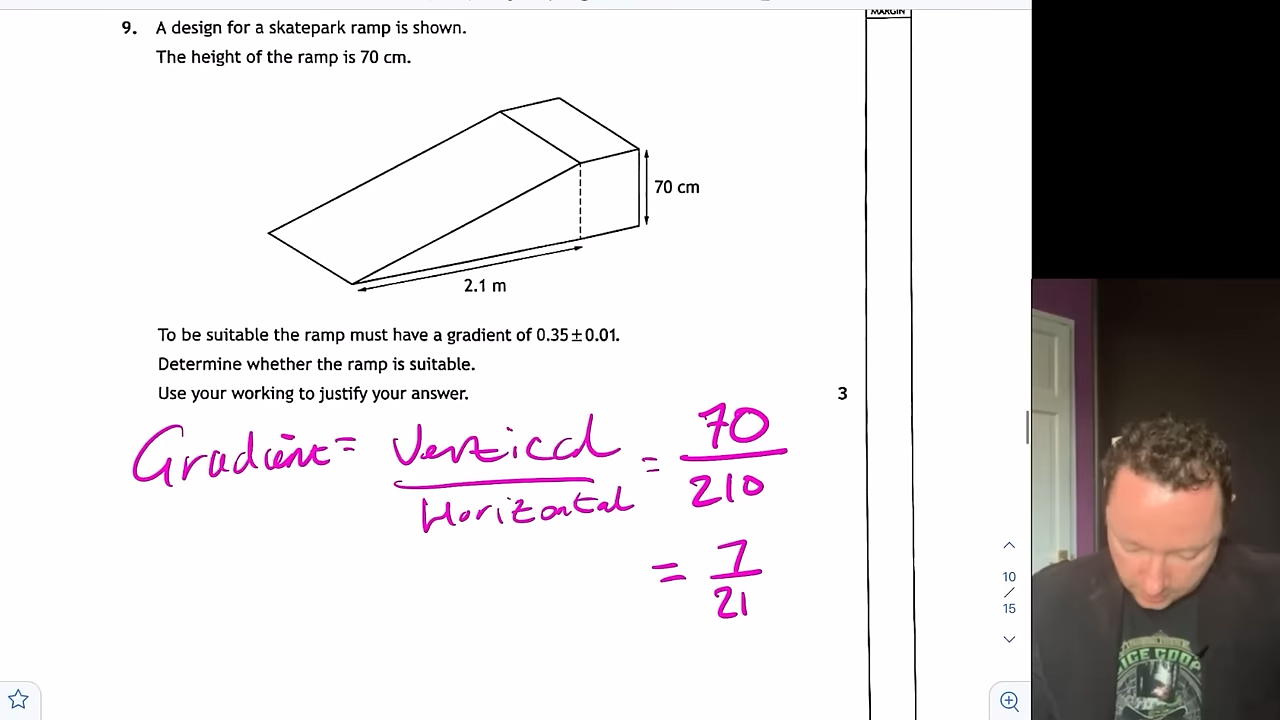 MARGIN
9. A design for a skatepark ramp is shown.
The height of the ramp is 70 cm.
70 cm
2.1 m
To be suitable the ramp must have a gradient of 0.35±0.01.
Determine whether the ramp is suitable.
Use your working to justify your answer. 3
Gradient = Vertical / Horizontal = 70 / 210
= 7 / 21
10
/
15